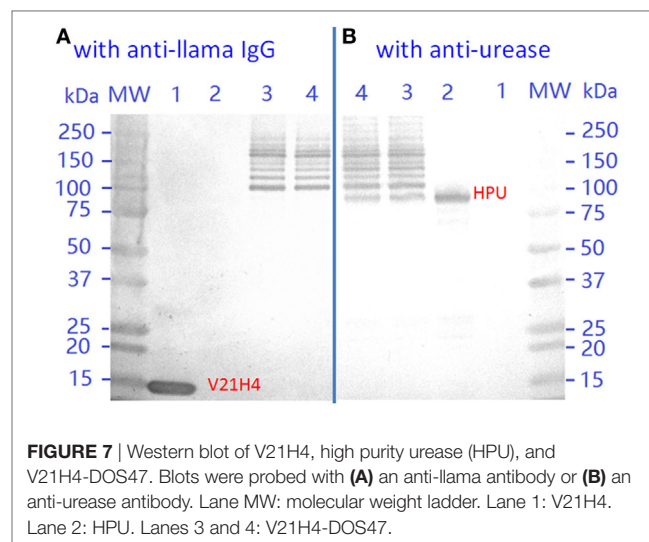 A with anti-llama IgG
B with anti-urease
kDa MW 1 2 3 4
4 3 2 1 MW kDa
250
150
100
75
50
37
25
20
15
V21H4
HPU
250
150
100
75
50
37
25
20
15
FIGURE 7 | Western blot of V21H4, high purity urease (HPU), and
V21H4-DOS47. Blots were probed with (A) an anti-llama antibody or (B) an
anti-urease antibody. Lane MW: molecular weight ladder. Lane 1: V21H4.
Lane 2: HPU. Lanes 3 and 4: V21H4-DOS47.